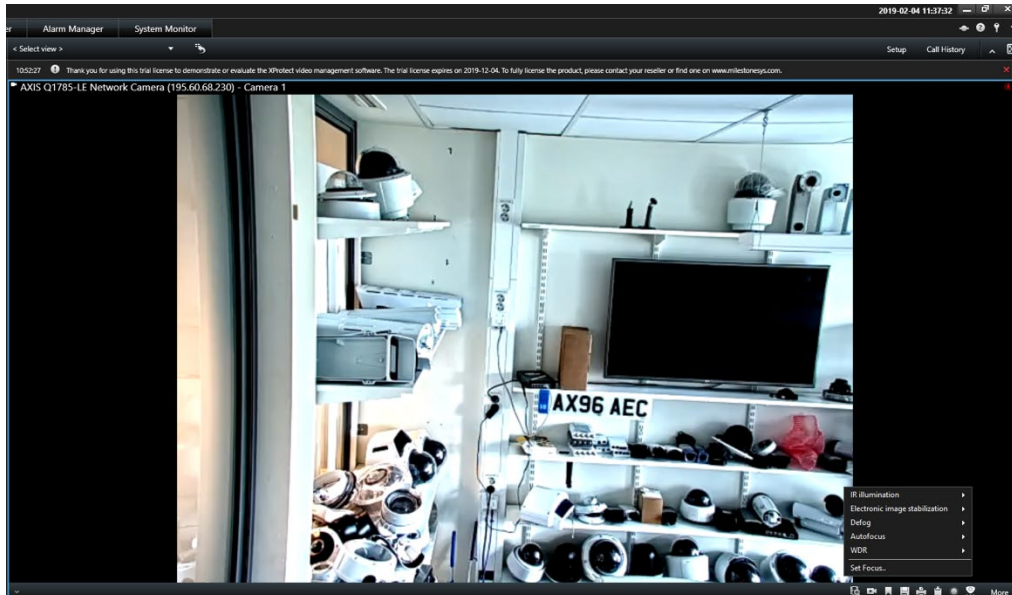 2019-02-04 11:37:32
er Alarm Manager System Monitor
< Select view >
Setup Call History
10:52:27 Thank you for using this trial license to demonstrate or evaluate the XProtect video management software. The trial license expires on 2019-12-04. To fully license the product, please contact your reseller or find one on www.milestonesys.com.
AXIS Q1785-LE Network Camera (195.60.68.230) - Camera 1
AX96 AEC
IR illumination
Electronic image stabilization
Defog
Autofocus
WDR
Set Focus..
More